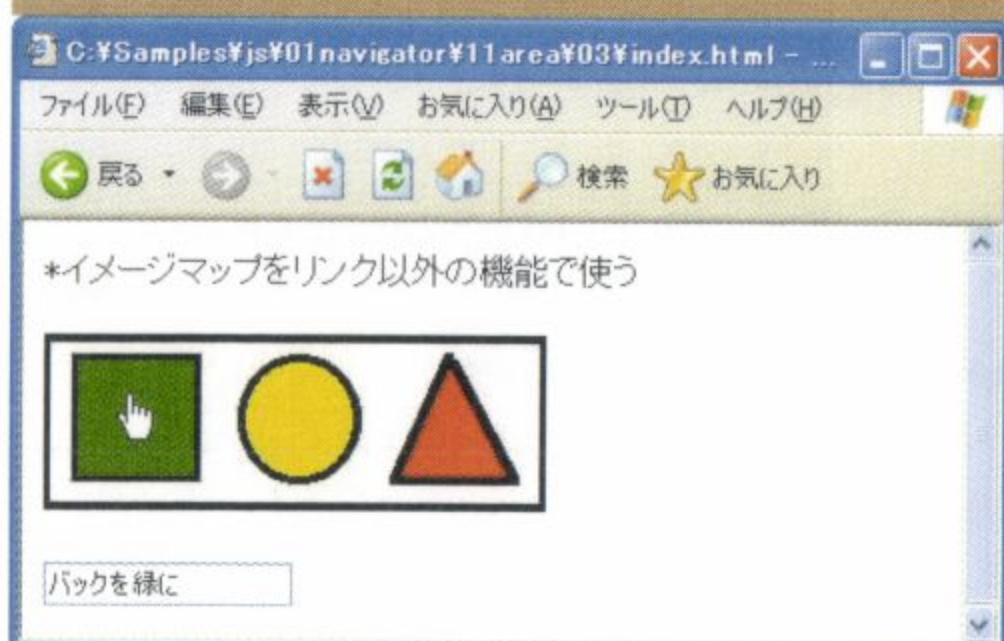 C:¥Samples¥js¥01navigator¥11area¥03¥index.html - ...
ファイル(F) 編集(E) 表示(V) お気に入り(A) ツール(T) ヘルプ(H)
戻る 検索 お気に入り
*イメージマップをリンク以外の機能で使う
バックを緑に